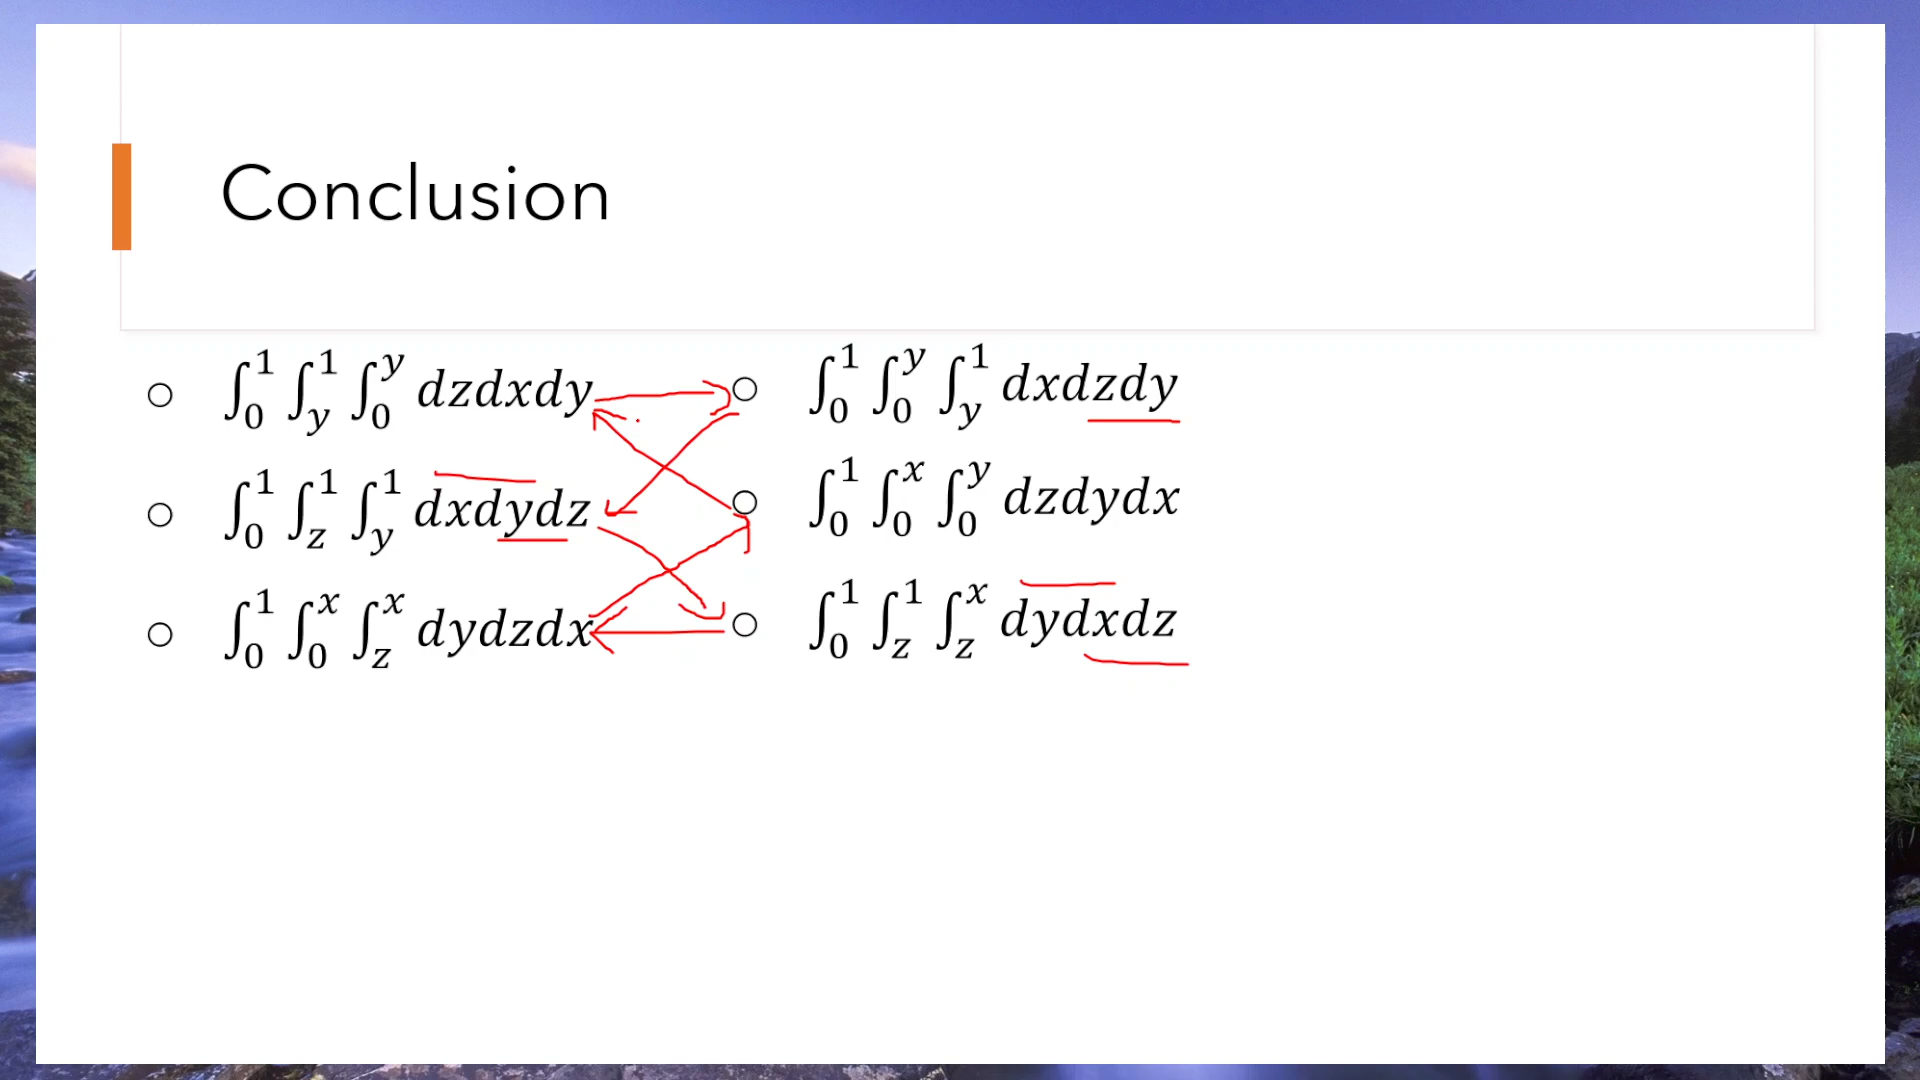 Conclusion
∫₀¹ ∫_y¹ ∫₀^y dzdxdy
∫₀¹ ∫_z¹ ∫_y¹ dxdydz
∫₀¹ ∫₀^x ∫_z^x dydzdx
∫₀¹ ∫₀^y ∫_y¹ dxdzdy
∫₀¹ ∫₀^x ∫₀^y dzdydx
∫₀¹ ∫_z¹ ∫_z^x dydxdz